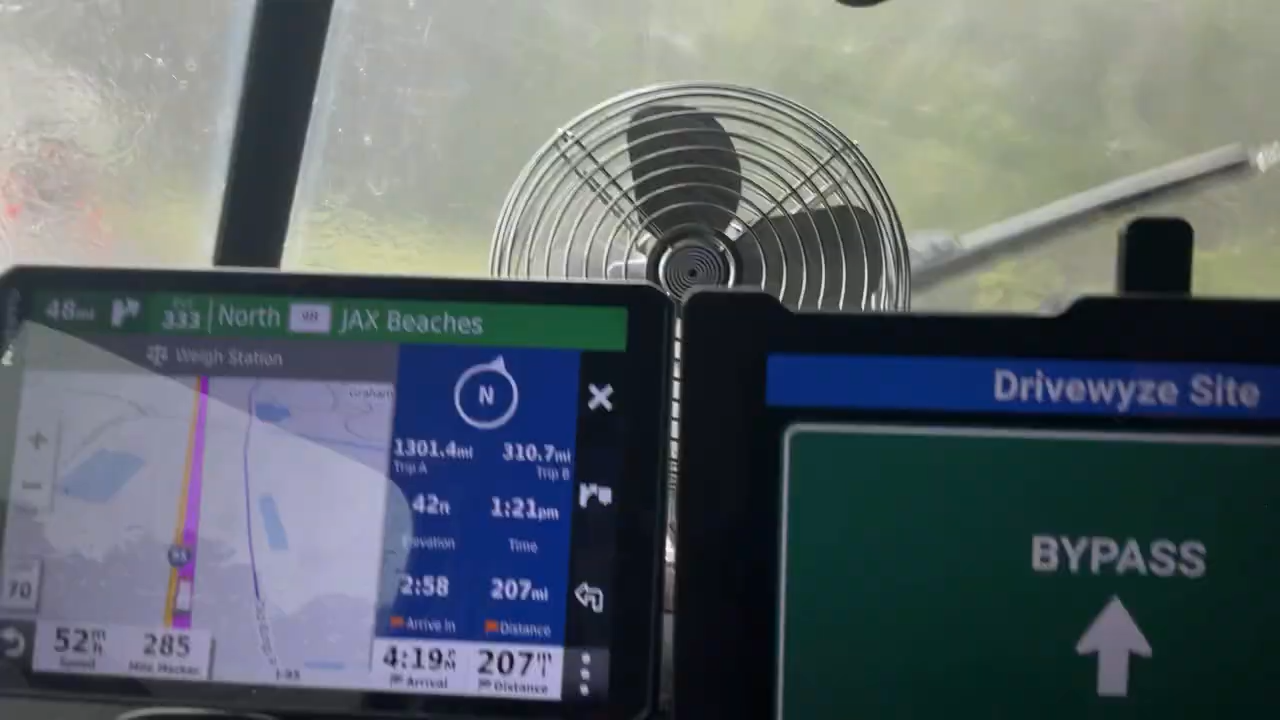 48mi
333 North JAX Beaches
Weigh Station
N
1301.4mi 310.7mi
Trip A Trip B
42ft 1:21pm
Elevation Time
2:58 207mi
Arrive In Distance
70
52
Speed
285
Mile Marker
I-95
4:19
Arrival
207
Distance
Drivewyze Site
BYPASS